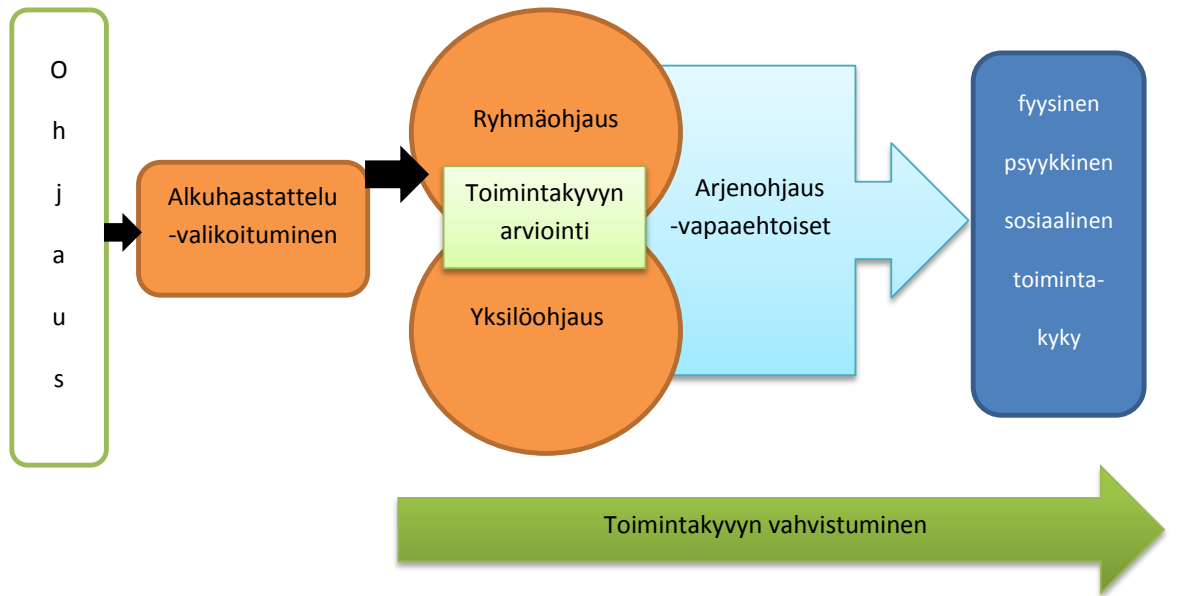 O
h
j
a
u
s
Alkuhaastattelu
-valikoituminen
Ryhmäohjaus
Toimintakyvyn
arviointi
Yksilöohjaus
Arjenohjaus
-vapaaehtoiset
fyysinen
psyykkinen
sosiaalinen
toiminta-
kyky
Toimintakyvyn vahvistuminen